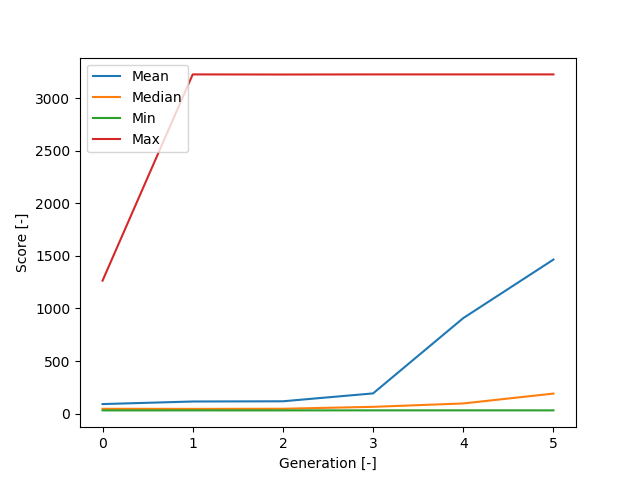 Mean
Median
Min
Max
3000
2500
2000
1500
1000
500
0
Score [-]
0 1 2 3 4 5
Generation [-]